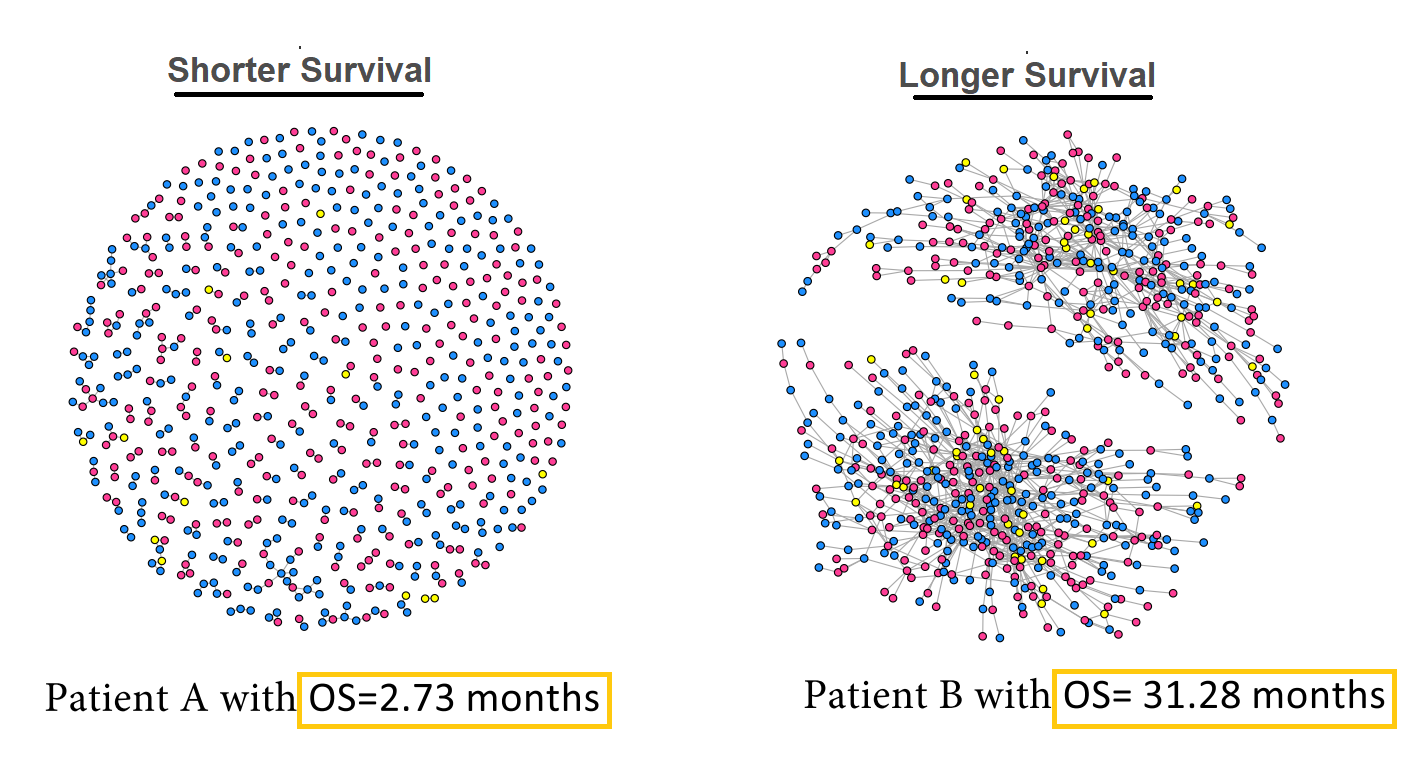 Shorter Survival
Longer Survival
Patient A with OS=2.73 months
Patient B with OS= 31.28 months